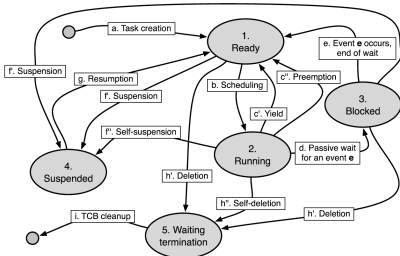 a. Task creation
1.
Ready
e. Event e occurs,
end of wait
f'. Suspension
g. Resumption
c''. Preemption
b. Scheduling
f'. Suspension
3.
Blocked
c'. Yield
f''. Self-suspension
2.
Running
d. Passive wait
for an event e
4.
Suspended
h'. Deletion
h''. Self-deletion
h'. Deletion
i. TCB cleanup
5. Waiting
termination